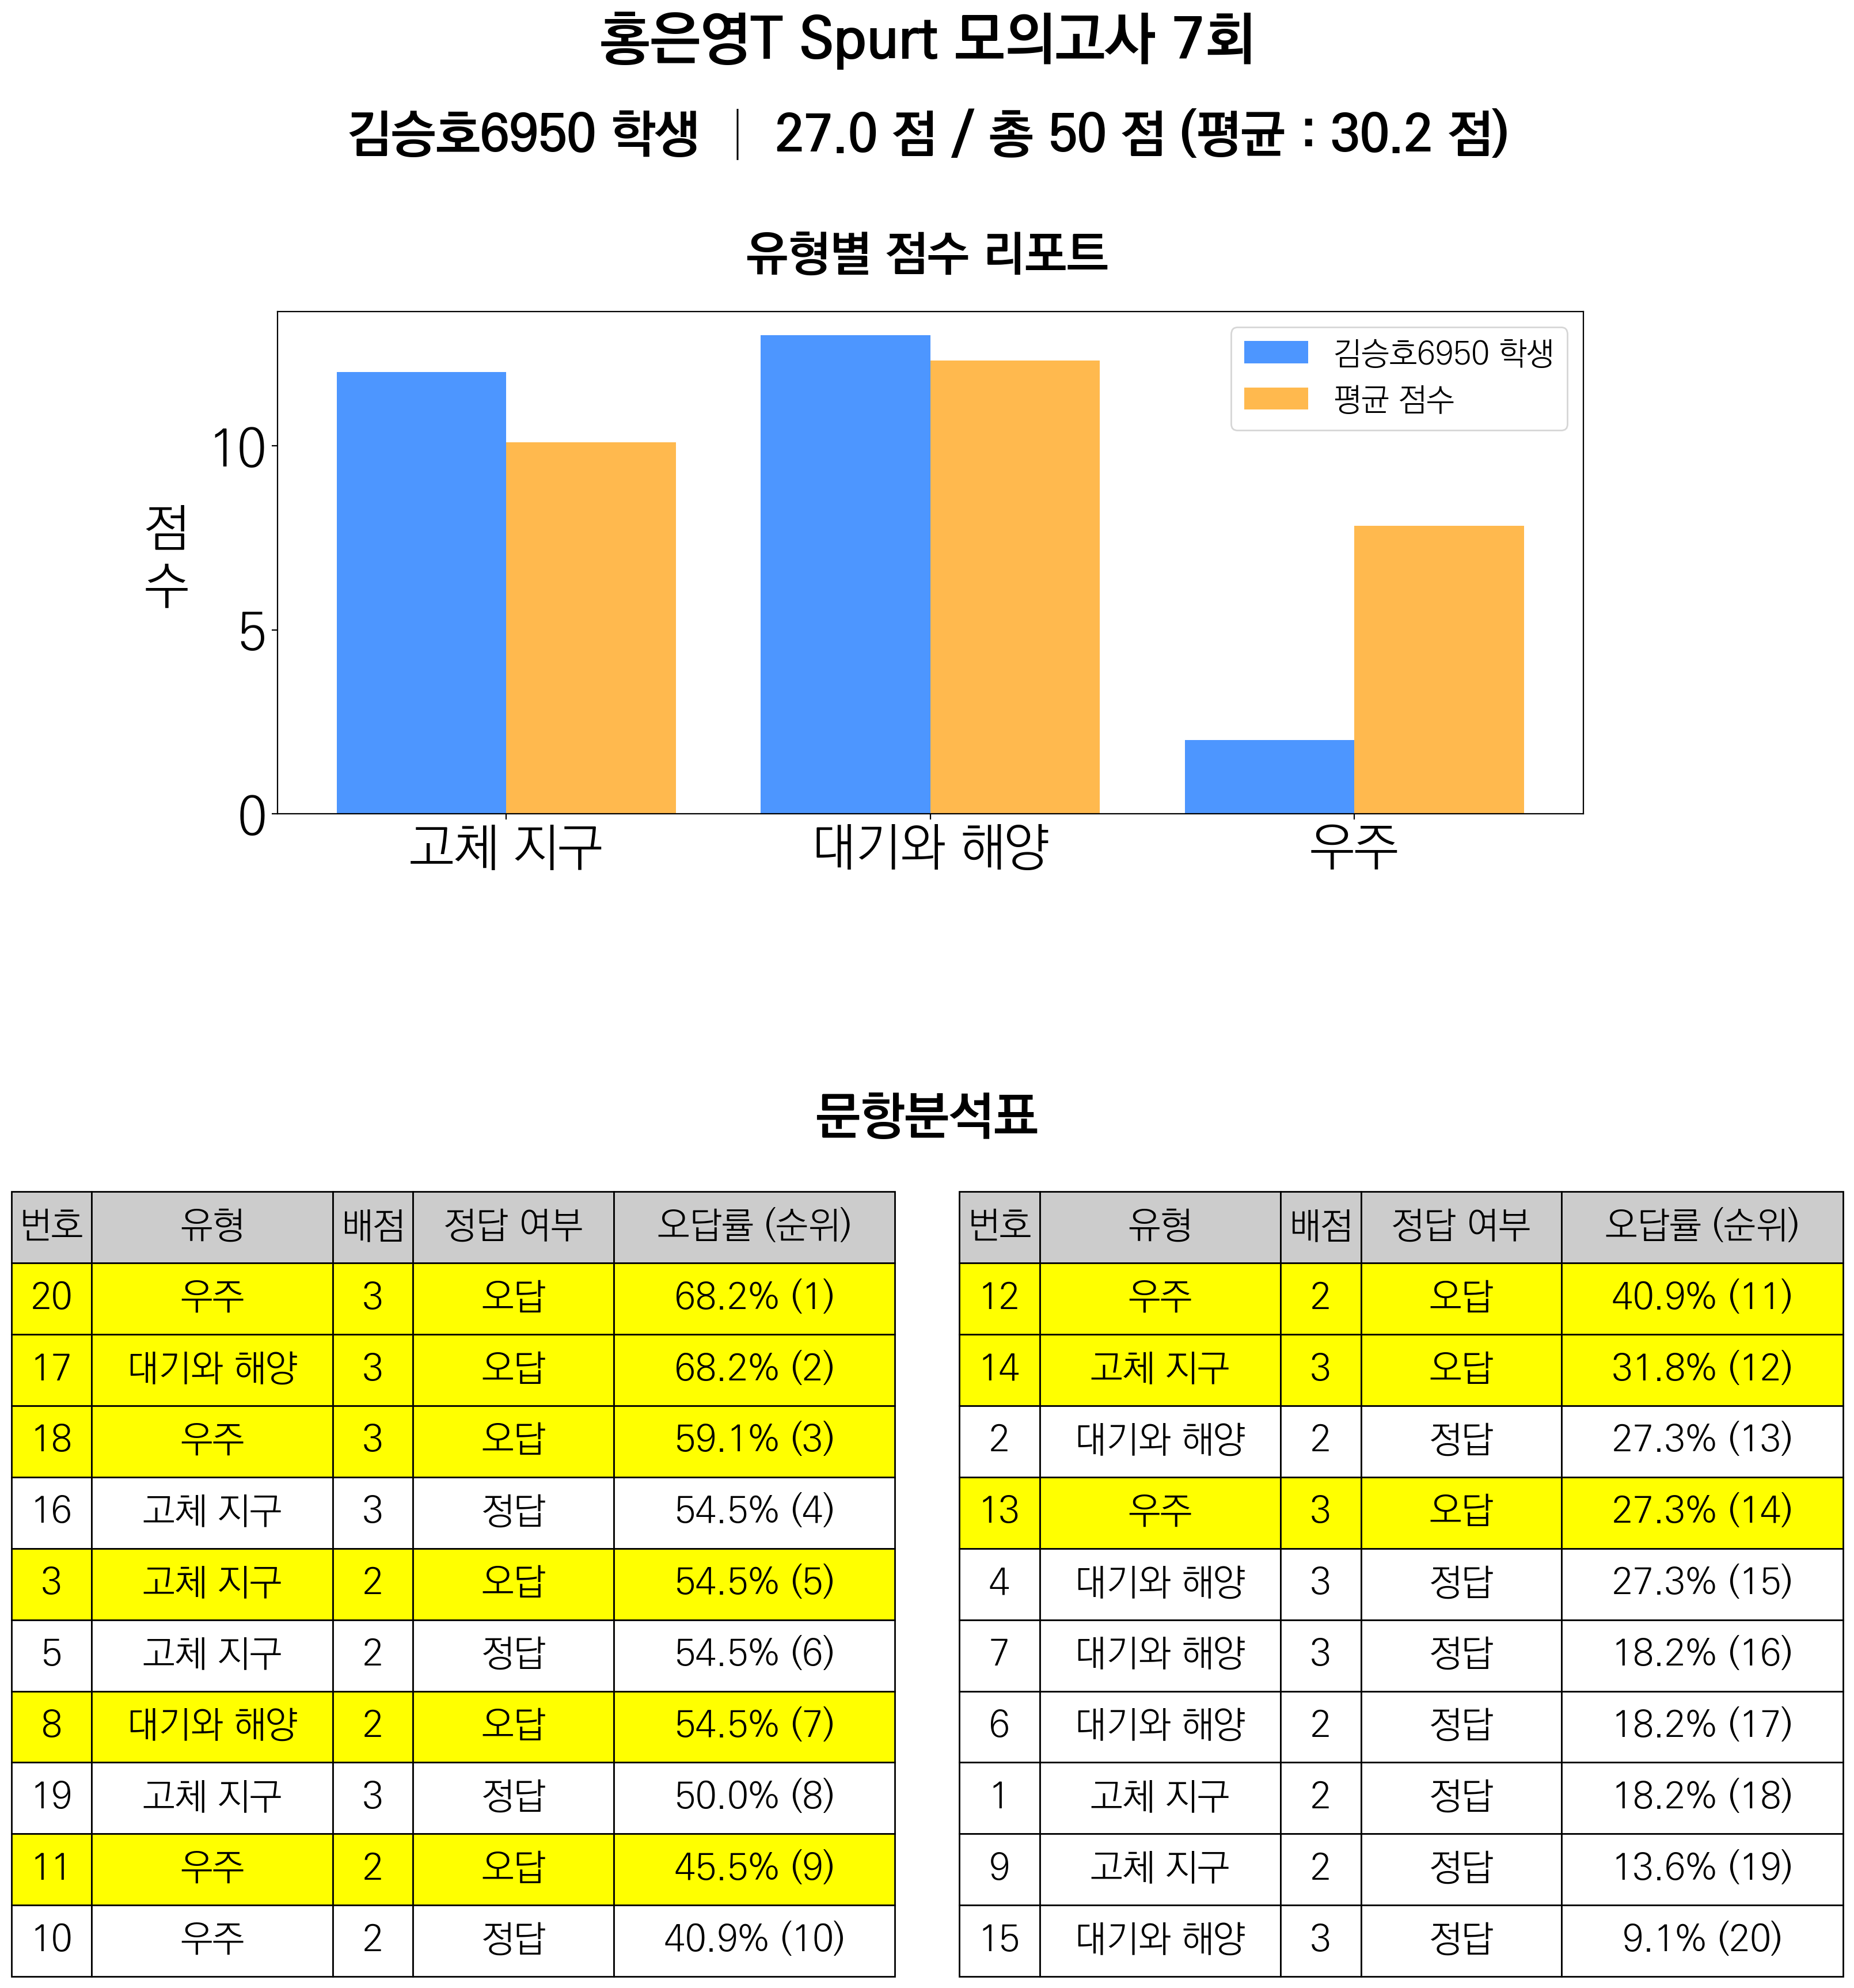 홍은영T Spurt 모의고사 7회
김승호6950 학생 │ 27.0 점 / 총 50 점 (평균 : 30.2 점)
유형별 점수 리포트
김승호6950 학생
평균 점수
10
5
0
점
수
고체 지구 대기와 해양 우주
문항분석표
번호 유형 배점 정답 여부 오답률 (순위)
20 우주 3 오답 68.2% (1)
17 대기와 해양 3 오답 68.2% (2)
18 우주 3 오답 59.1% (3)
16 고체 지구 3 정답 54.5% (4)
3 고체 지구 2 오답 54.5% (5)
5 고체 지구 2 정답 54.5% (6)
8 대기와 해양 2 오답 54.5% (7)
19 고체 지구 3 정답 50.0% (8)
11 우주 2 오답 45.5% (9)
10 우주 2 정답 40.9% (10)
번호 유형 배점 정답 여부 오답률 (순위)
12 우주 2 오답 40.9% (11)
14 고체 지구 3 오답 31.8% (12)
2 대기와 해양 2 정답 27.3% (13)
13 우주 3 오답 27.3% (14)
4 대기와 해양 3 정답 27.3% (15)
7 대기와 해양 3 정답 18.2% (16)
6 대기와 해양 2 정답 18.2% (17)
1 고체 지구 2 정답 18.2% (18)
9 고체 지구 2 정답 13.6% (19)
15 대기와 해양 3 정답 9.1% (20)